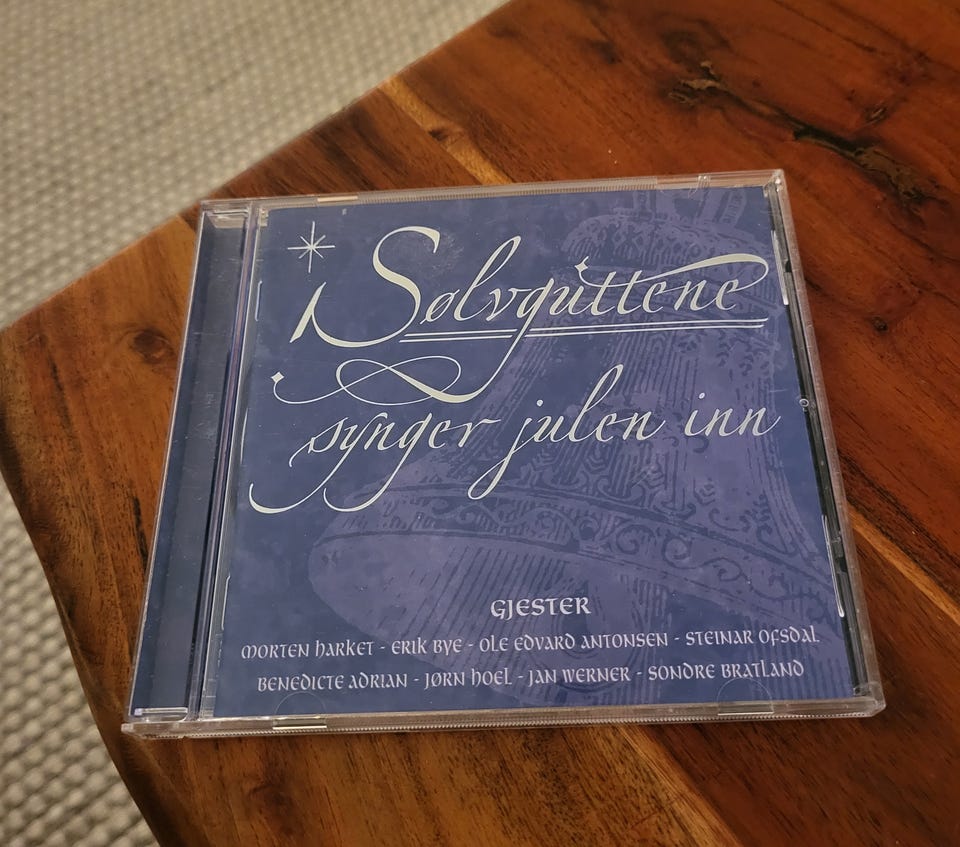 Sølvguttene
synger julen inn
GJESTER
MORTEN HARKET - ERIK BYE - OLE EDVARD ANTONSEN - STEINAR OFSDAL
BENEDICTE ADRIAN - JØRN HOEL - JAN WERNER - SONDRE BRATLAND